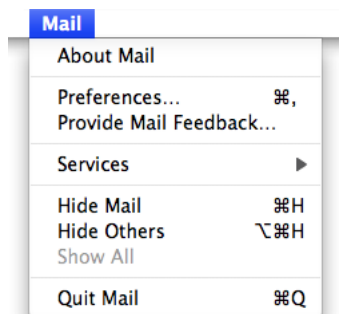 Mail
About Mail
Preferences... ⌘,
Provide Mail Feedback...
Services ▶
Hide Mail ⌘H
Hide Others ⌥⌘H
Show All
Quit Mail ⌘Q